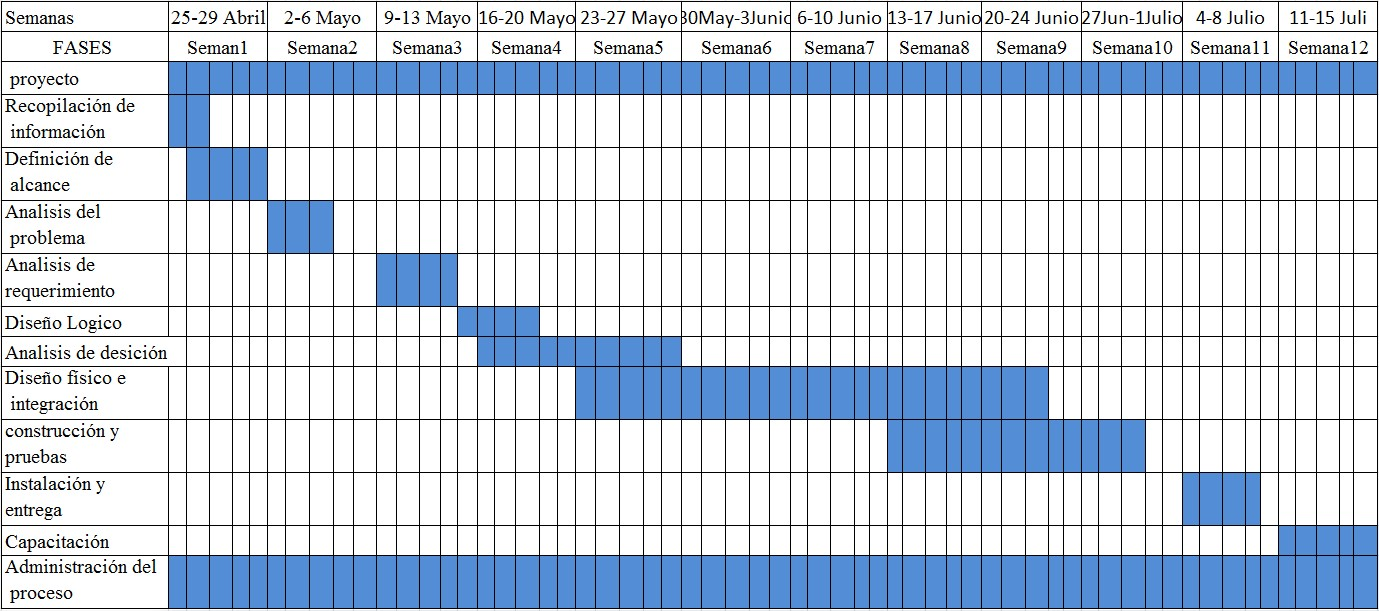 Semanas 25-29 Abril 2-6 Mayo 9-13 Mayo 16-20 Mayo 23-27 Mayo 30May-3Junio 6-10 Junio 13-17 Junio 20-24 Junio 27Jun-1Julio 4-8 Julio 11-15 Juli
FASES Seman1 Semana2 Semana3 Semana4 Semana5 Semana6 Semana7 Semana8 Semana9 Semana10 Semana11 Semana12
proyecto
Recopilación de
información
Definición de
alcance
Analisis del
problema
Analisis de
requerimiento
Diseño Logico
Analisis de desición
Diseño físico e
integración
construcción y
pruebas
Instalación y
entrega
Capacitación
Administración del
proceso